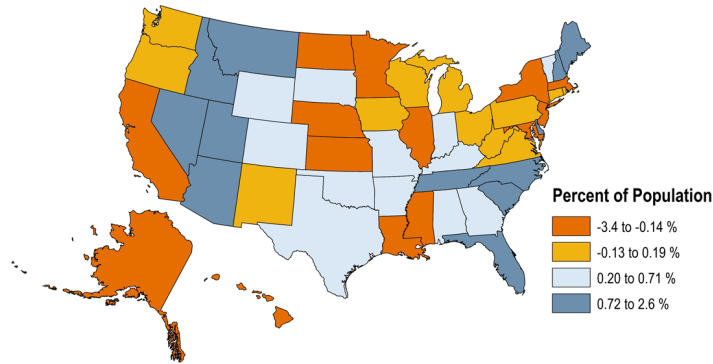 Percent of Population
-3.4 to -0.14 %
-0.13 to 0.19 %
0.20 to 0.71 %
0.72 to 2.6 %